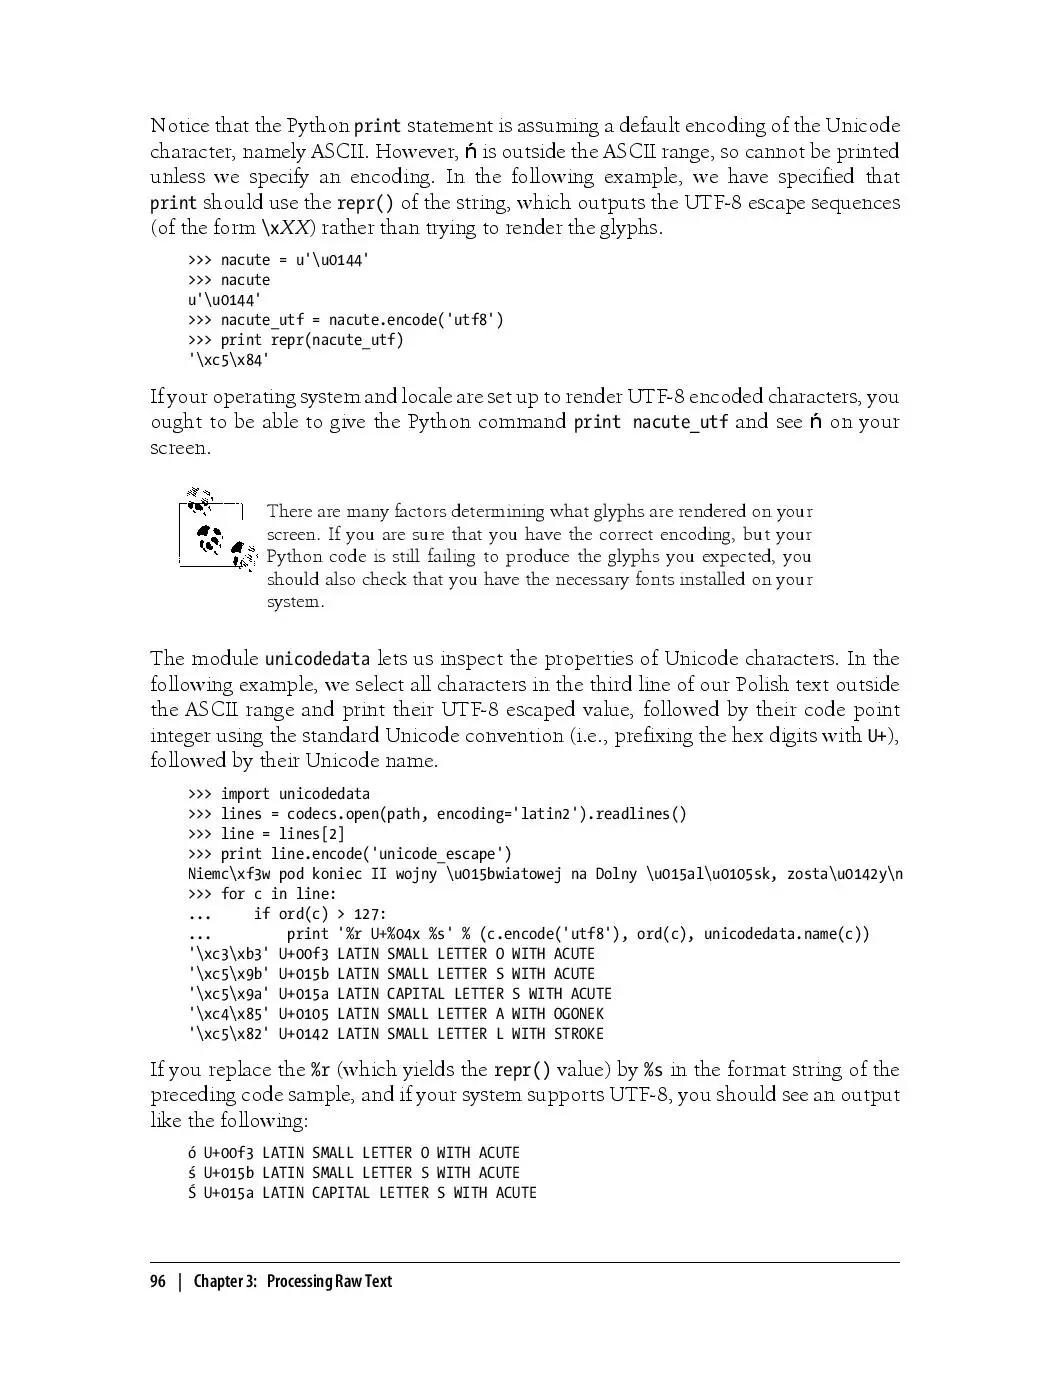 Notice that the Python print statement is assuming a default encoding of the Unicode
character, namely ASCII. However, ń is outside the ASCII range, so cannot be printed
unless we specify an encoding. In the following example, we have specified that
print should use the repr() of the string, which outputs the UTF-8 escape sequences
(of the form \xXX) rather than trying to render the glyphs.
>>> nacute = u'\u0144'
>>> nacute
u'\u0144'
>>> nacute_utf = nacute.encode('utf8')
>>> print repr(nacute_utf)
'\xc5\x84'
If your operating system and locale are set up to render UTF-8 encoded characters, you
ought to be able to give the Python command print nacute_utf and see ń on your
screen.
There are many factors determining what glyphs are rendered on your
screen. If you are sure that you have the correct encoding, but your
Python code is still failing to produce the glyphs you expected, you
should also check that you have the necessary fonts installed on your
system.
The module unicodedata lets us inspect the properties of Unicode characters. In the
following example, we select all characters in the third line of our Polish text outside
the ASCII range and print their UTF-8 escaped value, followed by their code point
integer using the standard Unicode convention (i.e., prefixing the hex digits with U+),
followed by their Unicode name.
>>> import unicodedata
>>> lines = codecs.open(path, encoding='latin2').readlines()
>>> line = lines[2]
>>> print line.encode('unicode_escape')
Niemc\xf3w pod koniec II wojny \u015bwiatowej na Dolny \u015al\u0105sk, zosta\u0142y\n
>>> for c in line:
...     if ord(c) > 127:
...         print '%r U+%04x %s' % (c.encode('utf8'), ord(c), unicodedata.name(c))
'\xc3\xb3' U+00f3 LATIN SMALL LETTER O WITH ACUTE
'\xc5\x9b' U+015b LATIN SMALL LETTER S WITH ACUTE
'\xc5\x9a' U+015a LATIN CAPITAL LETTER S WITH ACUTE
'\xc4\x85' U+0105 LATIN SMALL LETTER A WITH OGONEK
'\xc5\x82' U+0142 LATIN SMALL LETTER L WITH STROKE
If you replace the %r (which yields the repr() value) by %s in the format string of the
preceding code sample, and if your system supports UTF-8, you should see an output
like the following:
ó U+00f3 LATIN SMALL LETTER O WITH ACUTE
ś U+015b LATIN SMALL LETTER S WITH ACUTE
Ś U+015a LATIN CAPITAL LETTER S WITH ACUTE
96 | Chapter 3: Processing Raw Text